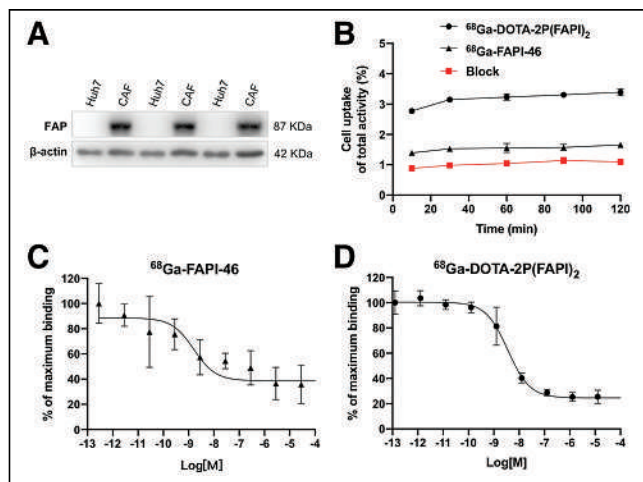 A
Huh7 CAF Huh7 CAF Huh7 CAF
FAP 87 KDa
β-actin 42 KDa
B
⁶⁸Ga-DOTA-2P(FAPI)₂
⁶⁸Ga-FAPI-46
Block
Cell uptake
of total activity (%)
5
4
3
2
1
0
0 20 40 60 80 100 120
Time (min)
C
⁶⁸Ga-FAPI-46
% of maximum binding
120
100
80
60
40
20
0
-13 -12 -11 -10 -9 -8 -7 -6 -5 -4
Log[M]
D
⁶⁸Ga-DOTA-2P(FAPI)₂
% of maximum binding
120
100
80
60
40
20
0
-13 -12 -11 -10 -9 -8 -7 -6 -5 -4
Log[M]